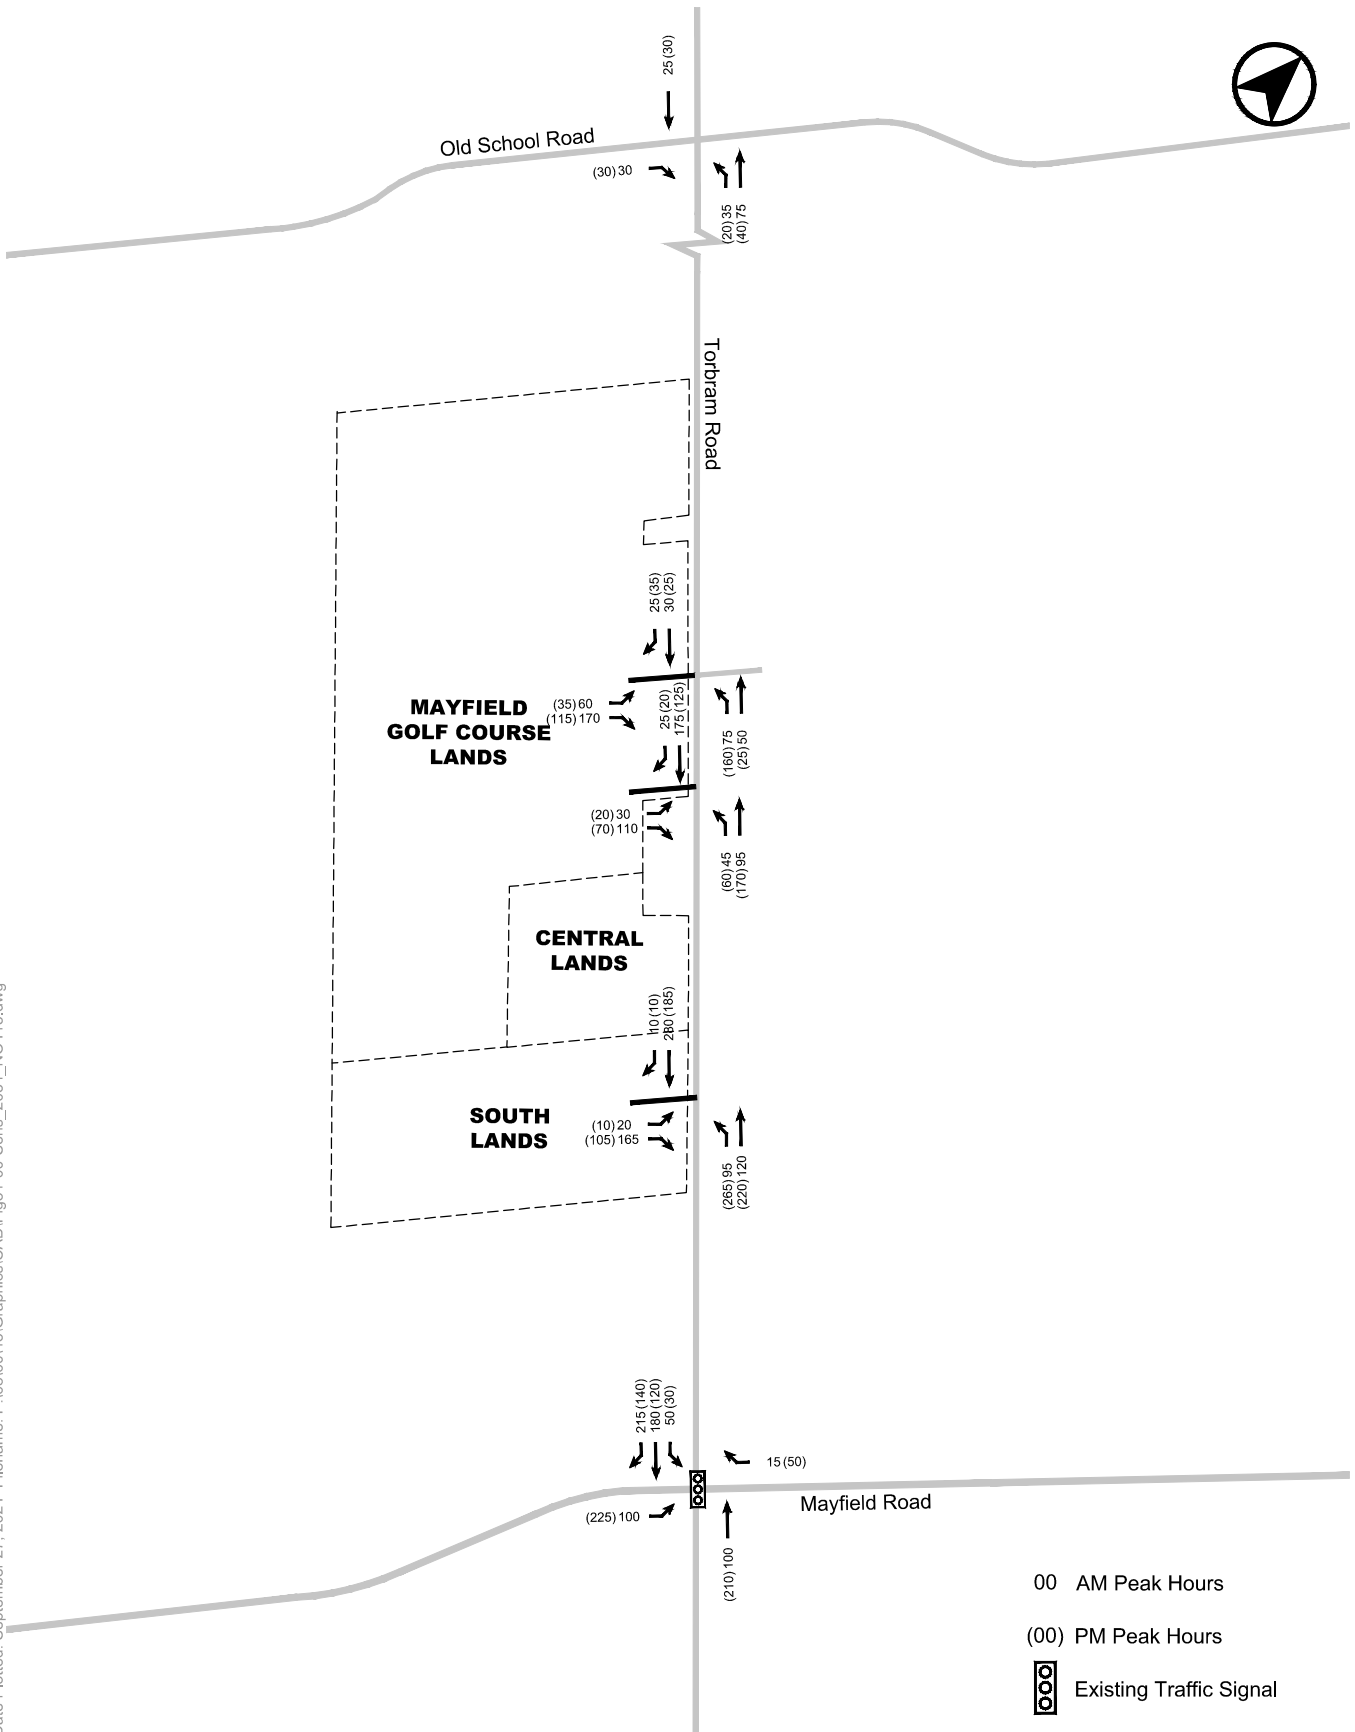 25 (30)
Old School Road
(30) 30
(20) 35
(40) 75
Torbram Road
25 (35)
30 (25)
MAYFIELD
GOLF COURSE
LANDS
(35) 60
(115) 170
25 (20)
175 (125)
(160) 75
(25) 50
(20) 30
(70) 110
(60) 45
(170) 95
CENTRAL
LANDS
10 (10)
(185)
SOUTH
LANDS
(10) 20
(105) 165
(265) 95
(220) 120
215 (140)
180 (120)
50 (30)
15 (50)
Mayfield Road
(225) 100
(210) 100
00 AM Peak Hours
(00) PM Peak Hours
Existing Traffic Signal